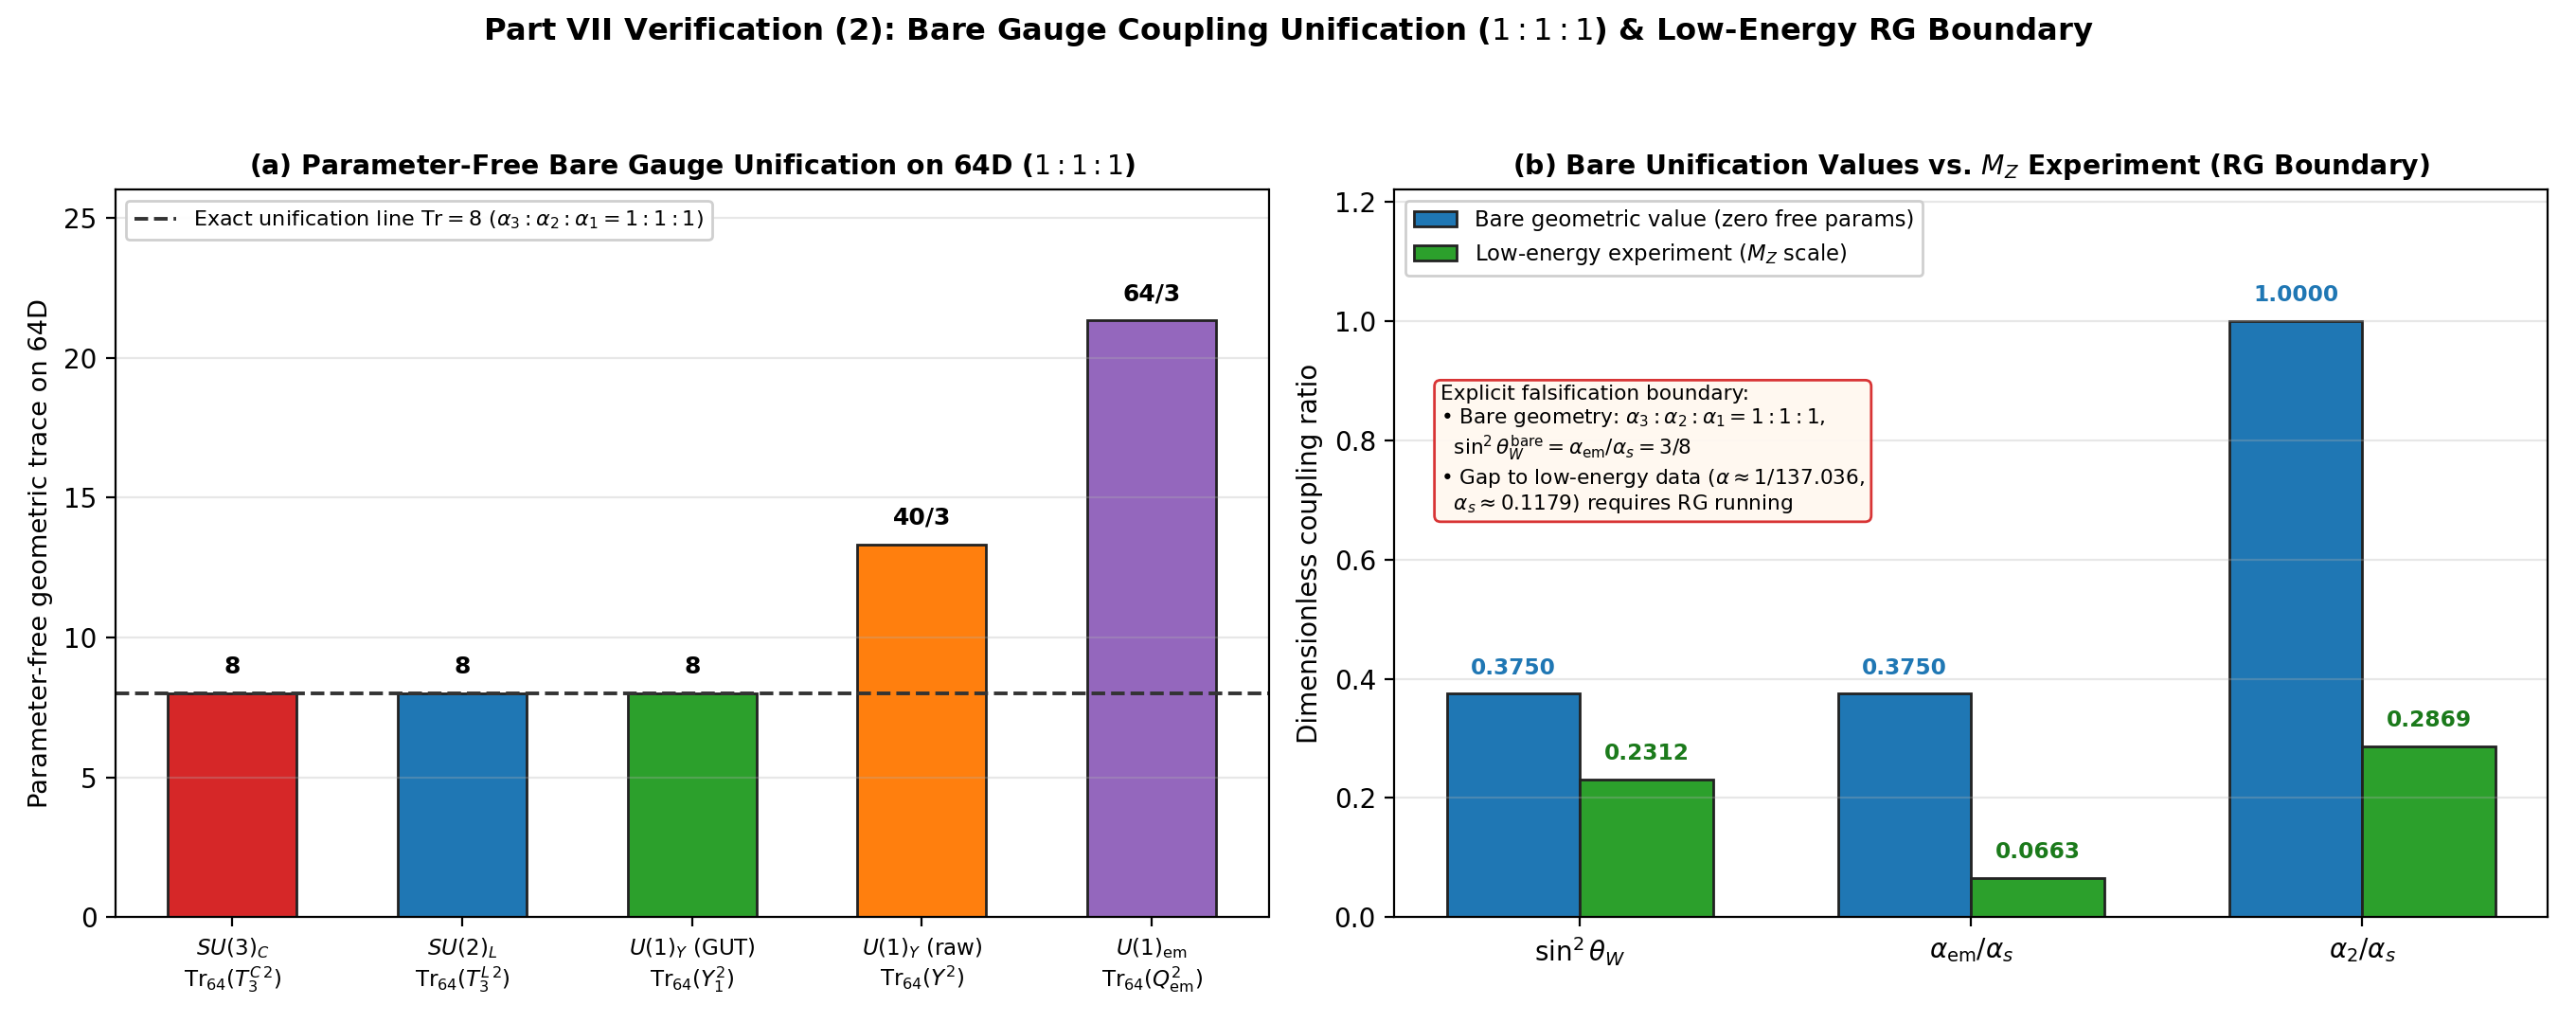 Part VII Verification (2): Bare Gauge Coupling Unification (1 : 1 : 1) & Low-Energy RG Boundary
(a) Parameter-Free Bare Gauge Unification on 64D (1 : 1 : 1)
Exact unification line Tr = 8 (α₃ : α₂ : α₁ = 1 : 1 : 1)
Parameter-free geometric trace on 64D
25
20
15
10
5
0
8
8
8
40/3
64/3
SU(3)_C
Tr₆₄(T₃^{C 2})
SU(2)_L
Tr₆₄(T₃^{L 2})
U(1)_Y (GUT)
Tr₆₄(Y₁²)
U(1)_Y (raw)
Tr₆₄(Y²)
U(1)_em
Tr₆₄(Q_em²)
(b) Bare Unification Values vs. M_Z Experiment (RG Boundary)
Bare geometric value (zero free params)
Low-energy experiment (M_Z scale)
Dimensionless coupling ratio
1.2
1.0
0.8
0.6
0.4
0.2
0.0
Explicit falsification boundary:
• Bare geometry: α₃ : α₂ : α₁ = 1 : 1 : 1,
sin² θ_W^bare = α_em/α_s = 3/8
• Gap to low-energy data (α ≈ 1/137.036,
α_s ≈ 0.1179) requires RG running
0.3750
0.2312
0.3750
0.0663
1.0000
0.2869
sin² θ_W
α_em/α_s
α₂/α_s